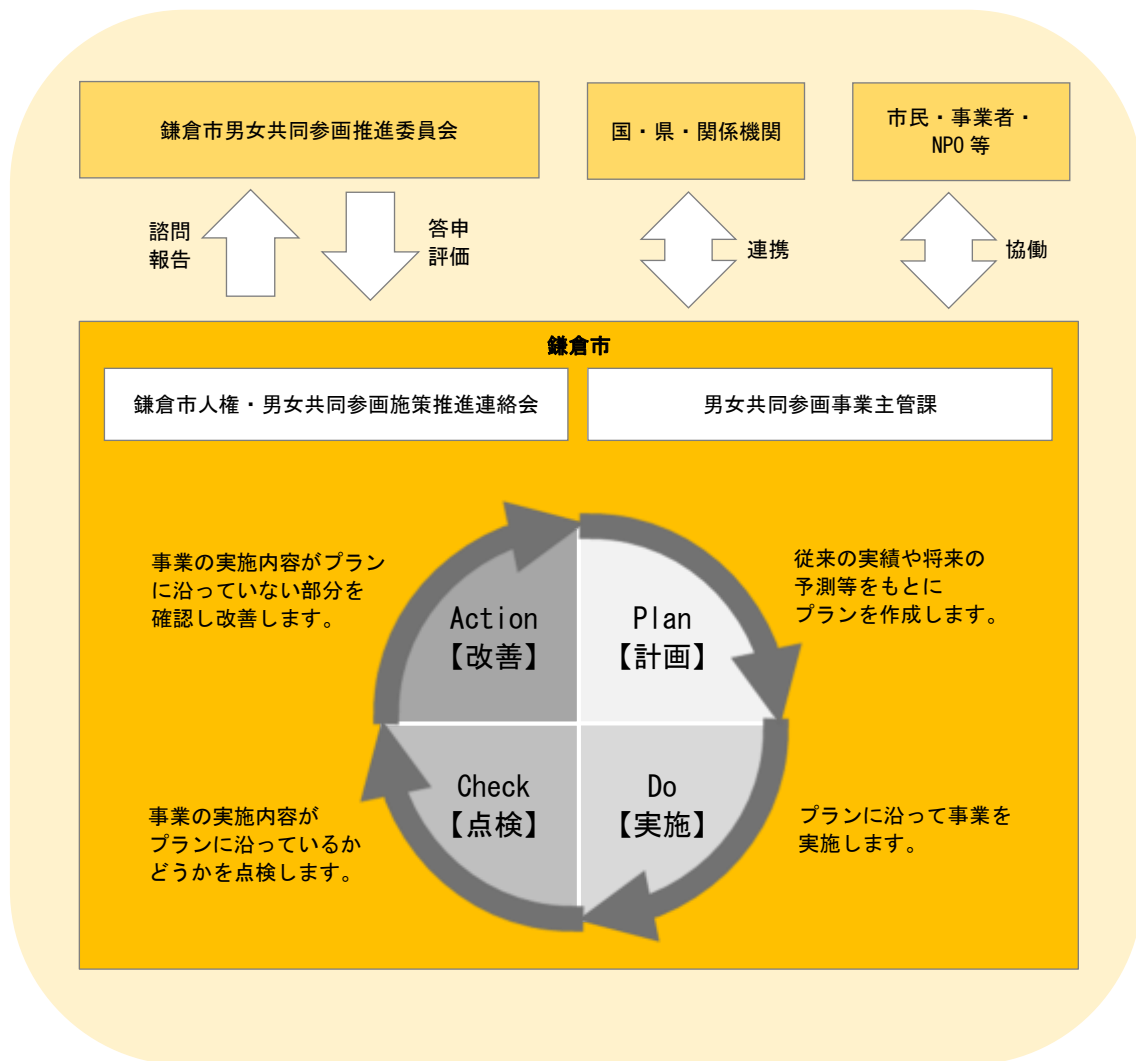 鎌倉市男女共同参画推進委員会
国・県・関係機関
市民・事業者・
NPO 等
諮問
報告
答申
評価
連携
協働
鎌倉市
鎌倉市人権・男女共同参画施策推進連絡会
男女共同参画事業主管課
事業の実施内容がプラン
に沿っていない部分を
確認し改善します。
Action
【改善】
Plan
【計画】
従来の実績や将来の
予測等をもとに
プランを作成します。
事業の実施内容が
プランに沿っているか
どうかを点検します。
Check
【点検】
Do
【実施】
プランに沿って事業を
実施します。